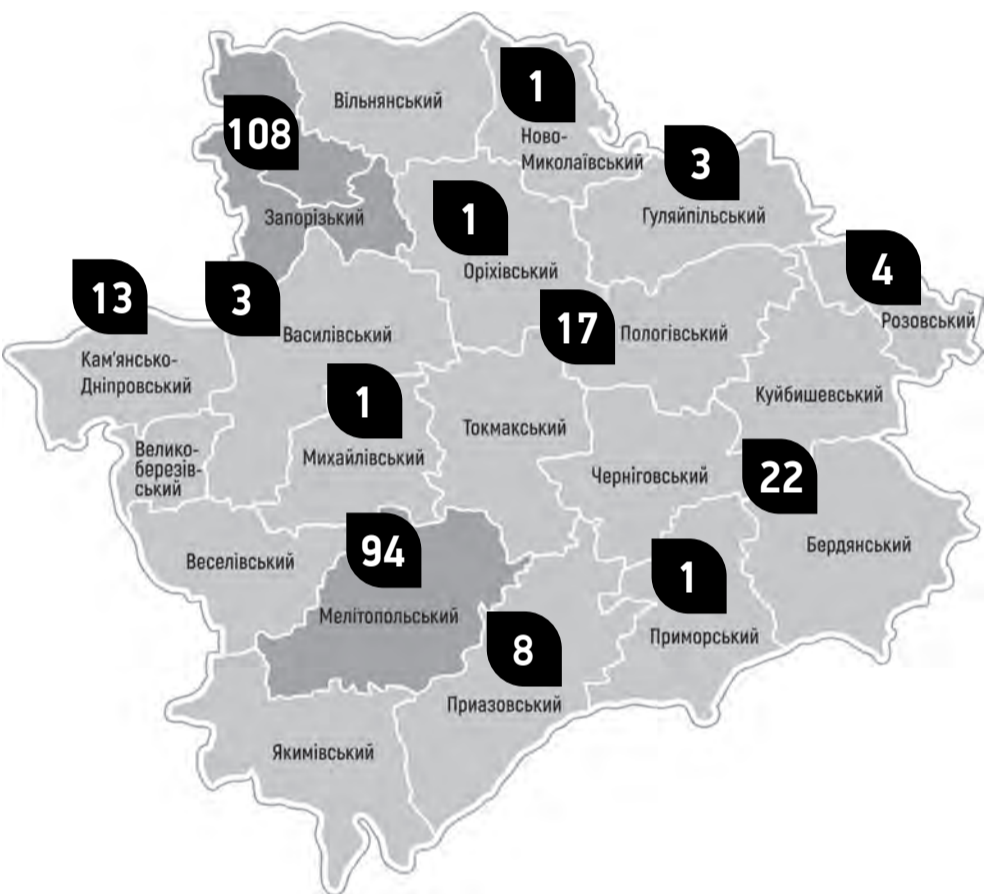 1
Вільнянський
108
Ново-
Миколаївський
3
Гуляйпільський
Запорізький
1
Оріхівський
4
Розовський
13
3
17
Пологівський
Василівський
Кам'янсько-
Дніпровський
1
Куйбишевський
Токмакський
Михайлівський
Велико-
березів-
ський
Черніговський
22
94
Бердянський
Веселівський
1
Мелітопольський
Приморський
8
Приазовський
Якимівський